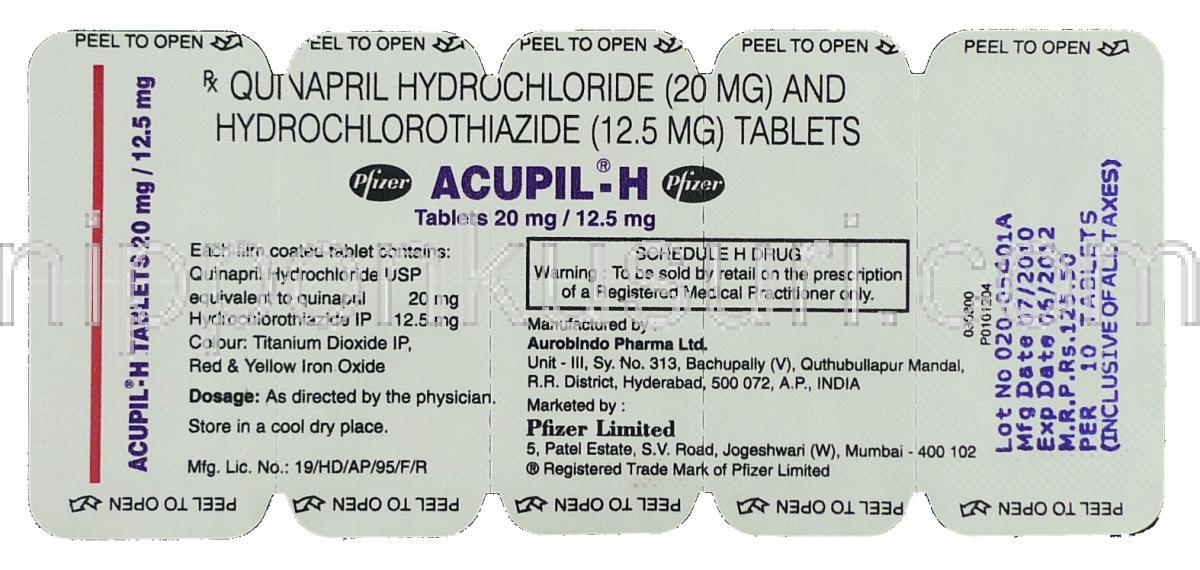 PEEL TO OPEN
PEEL TO OPEN
PEEL TO OPEN
PEEL TO OPEN
PEEL TO OPEN
ACUPIL®-H TABLETS 20 mg / 12.5 mg
Rx QUINAPRIL HYDROCHLORIDE (20 MG) AND
HYDROCHLOROTHIAZIDE (12.5 MG) TABLETS
Pfizer ACUPIL®-H Pfizer
Tablets 20 mg / 12.5 mg
Each film coated tablet contains:
Quinapril Hydrochloride USP
equivalent to quinapril 20 mg
Hydrochlorothiazide IP 12.5 mg
Colour: Titanium Dioxide IP,
Red & Yellow Iron Oxide
Dosage: As directed by the physician.
Store in a cool dry place.
Mfg. Lic. No.: 19/HD/AP/95/F/R
SCHEDULE H DRUG
Warning : To be sold by retail on the prescription
of a Registered Medical Practitioner only.
Manufactured by :
Aurobindo Pharma Ltd.
Unit - III, Sy. No. 313, Bachupally (V), Quthubullapur Mandal,
R.R. District, Hyderabad, 500 072, A.P., INDIA
Marketed by :
Pfizer Limited
5, Patel Estate, S.V. Road, Jogeshwari (W), Mumbai - 400 102
® Registered Trade Mark of Pfizer Limited
P0101204
Mfg Date 07/2010
Exp Date 06/2012
M.R.P.Rs.125.50
PER 10 TABLETS
(INCLUSIVE OF ALL TAXES)
PEEL TO OPEN
PEEL TO OPEN
PEEL TO OPEN
PEEL TO OPEN
PEEL TO OPEN
nipponkusuri.com